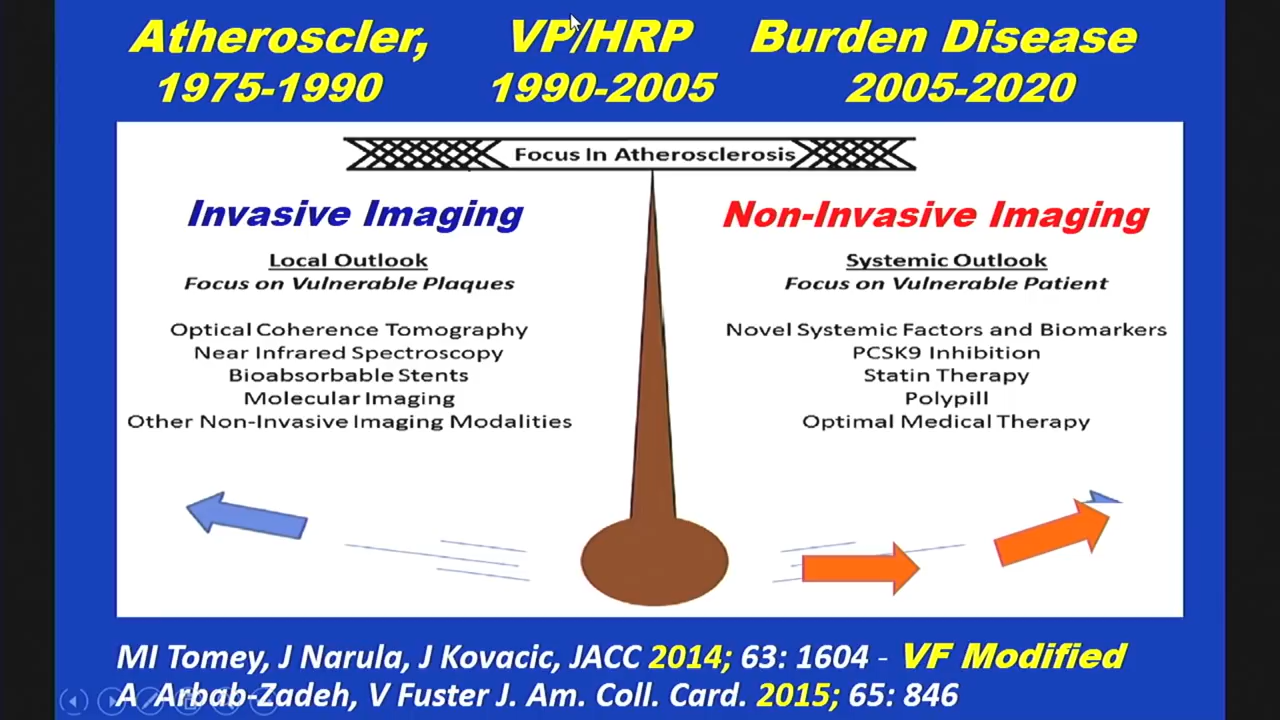 Atheroscler, VP/HRP Burden Disease
1975-1990 1990-2005 2005-2020
Focus In Atherosclerosis
Invasive Imaging
Local Outlook
Focus on Vulnerable Plaques
Optical Coherence Tomography
Near Infrared Spectroscopy
Bioabsorbable Stents
Molecular Imaging
Other Non-Invasive Imaging Modalities
Non-Invasive Imaging
Systemic Outlook
Focus on Vulnerable Patient
Novel Systemic Factors and Biomarkers
PCSK9 Inhibition
Statin Therapy
Polypill
Optimal Medical Therapy
MI Tomey, J Narula, J Kovacic, JACC 2014; 63: 1604 - VF Modified
A Arbab-Zadeh, V Fuster J. Am. Coll. Card. 2015; 65: 846